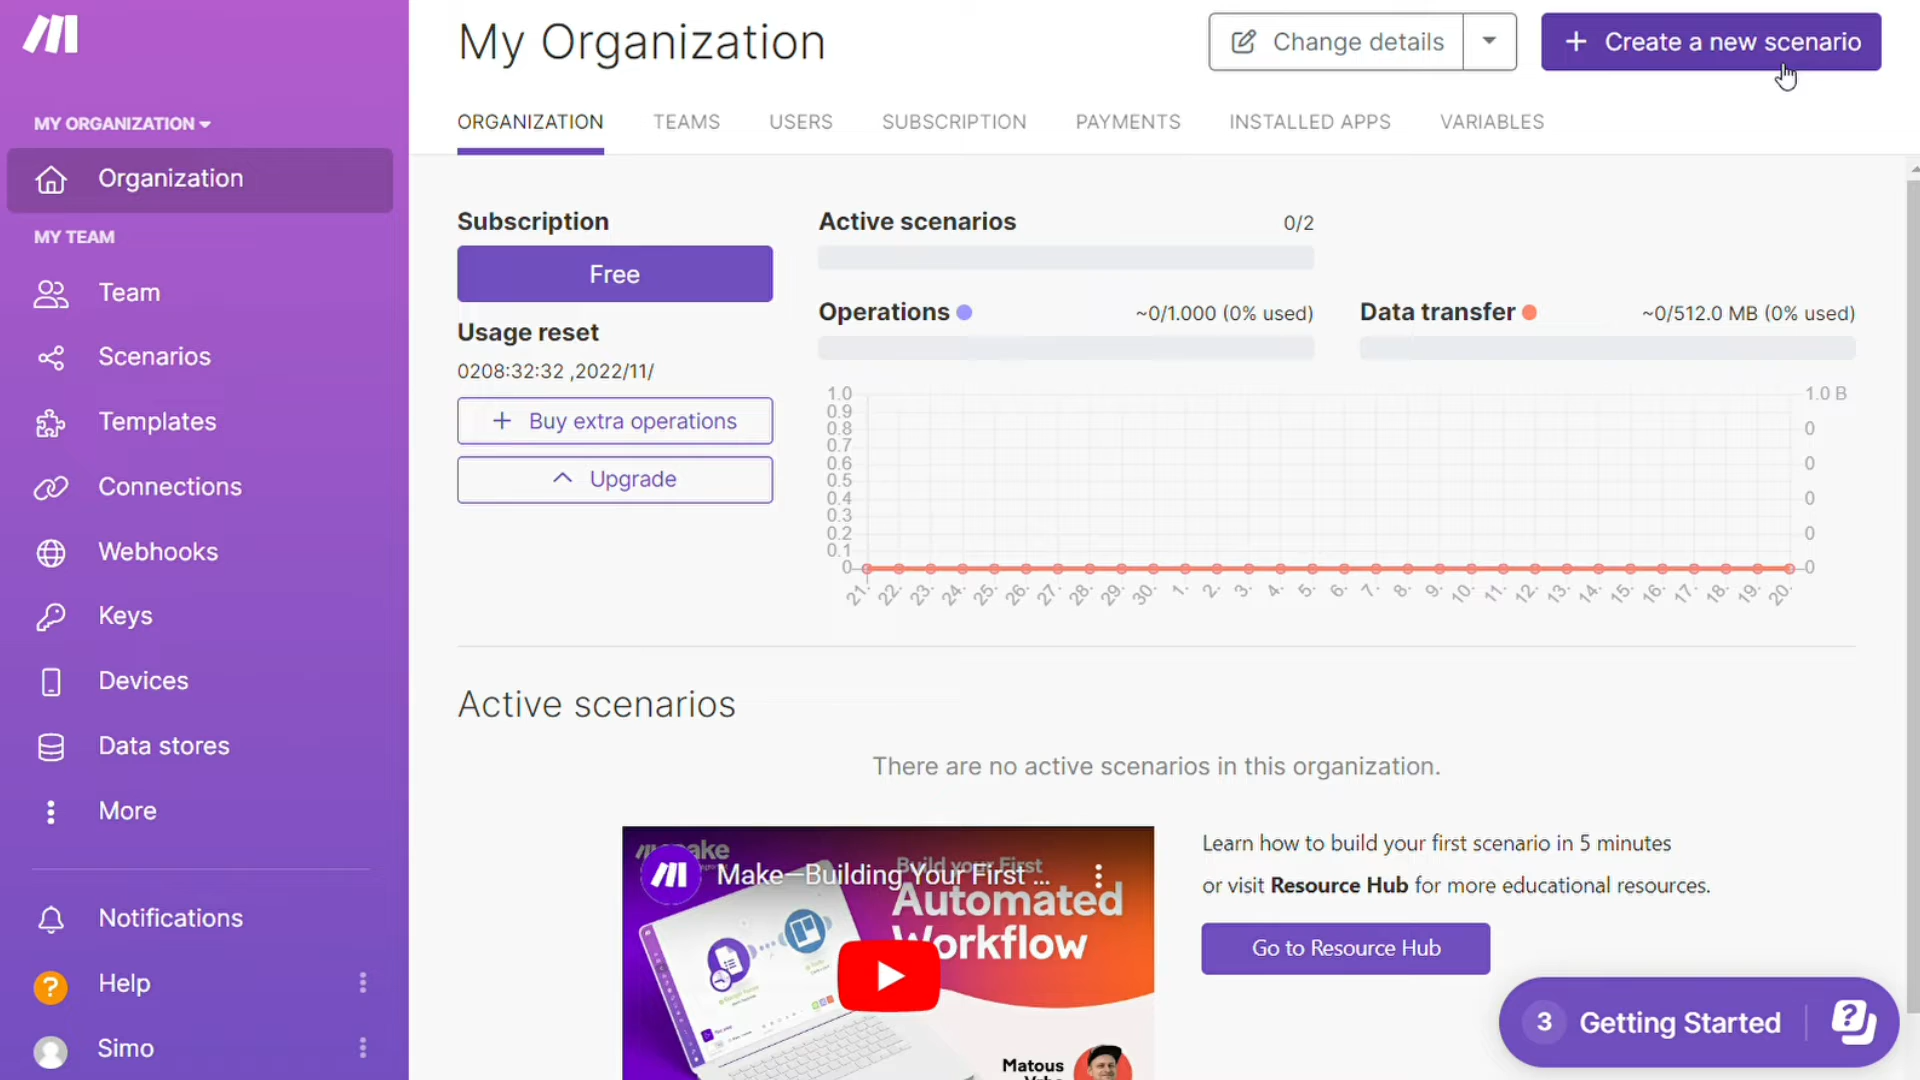 My Organization
Change details
+ Create a new scenario
MY ORGANIZATION
Organization
MY TEAM
Team
Scenarios
Templates
Connections
Webhooks
Keys
Devices
Data stores
More
Notifications
? Help
Simo
ORGANIZATION TEAMS USERS SUBSCRIPTION PAYMENTS INSTALLED APPS VARIABLES
Subscription
Free
Usage reset
0208:32:32 ,2022/11/
+ Buy extra operations
Upgrade
Active scenarios 0/2
Operations ~0/1.000 (0% used)
Data transfer ~0/512.0 MB (0% used)
1.0
0.9
0.8
0.7
0.6
0.5
0.4
0.3
0.2
0.1
0
1.0 B
0
0
0
0
0
21. 22. 23. 24. 25. 26. 27. 28. 29. 30. 1. 2. 3. 4. 5. 6. 7. 8. 9. 10. 11. 12. 13. 14. 15. 16. 17. 18. 19. 20.
Active scenarios
There are no active scenarios in this organization.
make
Make—Building Your First ...
Build your First
Automated
Workflow
Matous
Learn how to build your first scenario in 5 minutes
or visit Resource Hub for more educational resources.
Go to Resource Hub
3 Getting Started ?